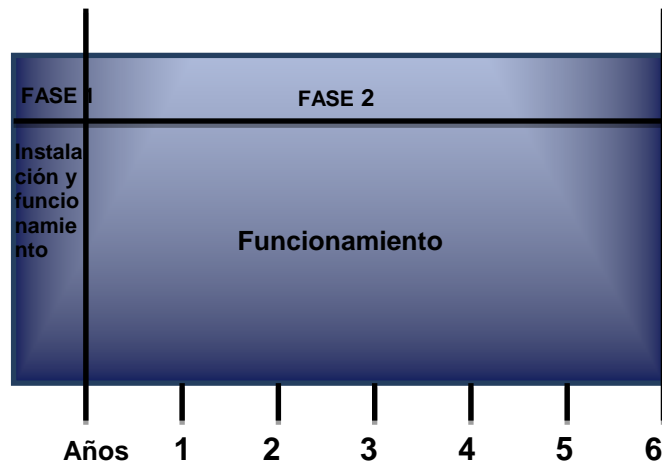 FASE 1
FASE 2
Instala
ción y
funcio
namie
nto
Funcionamiento
Años 1 2 3 4 5 6